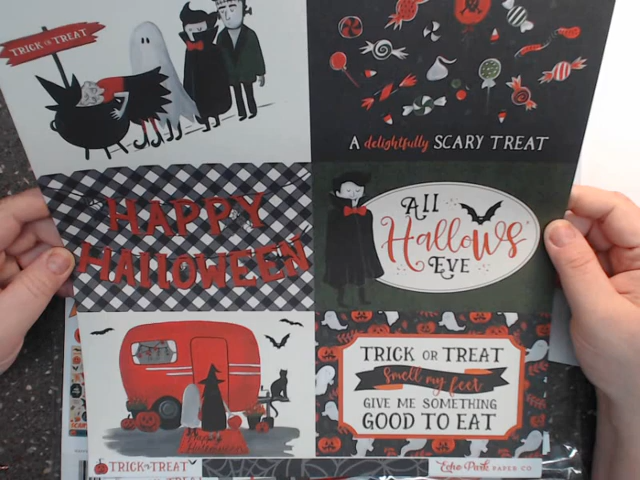 TRICK or TREAT
A delightfully SCARY TREAT
HAPPY
HALLOWEEN
All
Hallows'
EVE
TRICK OR TREAT
Smell my feet
GIVE ME SOMETHING
GOOD TO EAT
TRICK or TREAT
Echo Park PAPER CO.